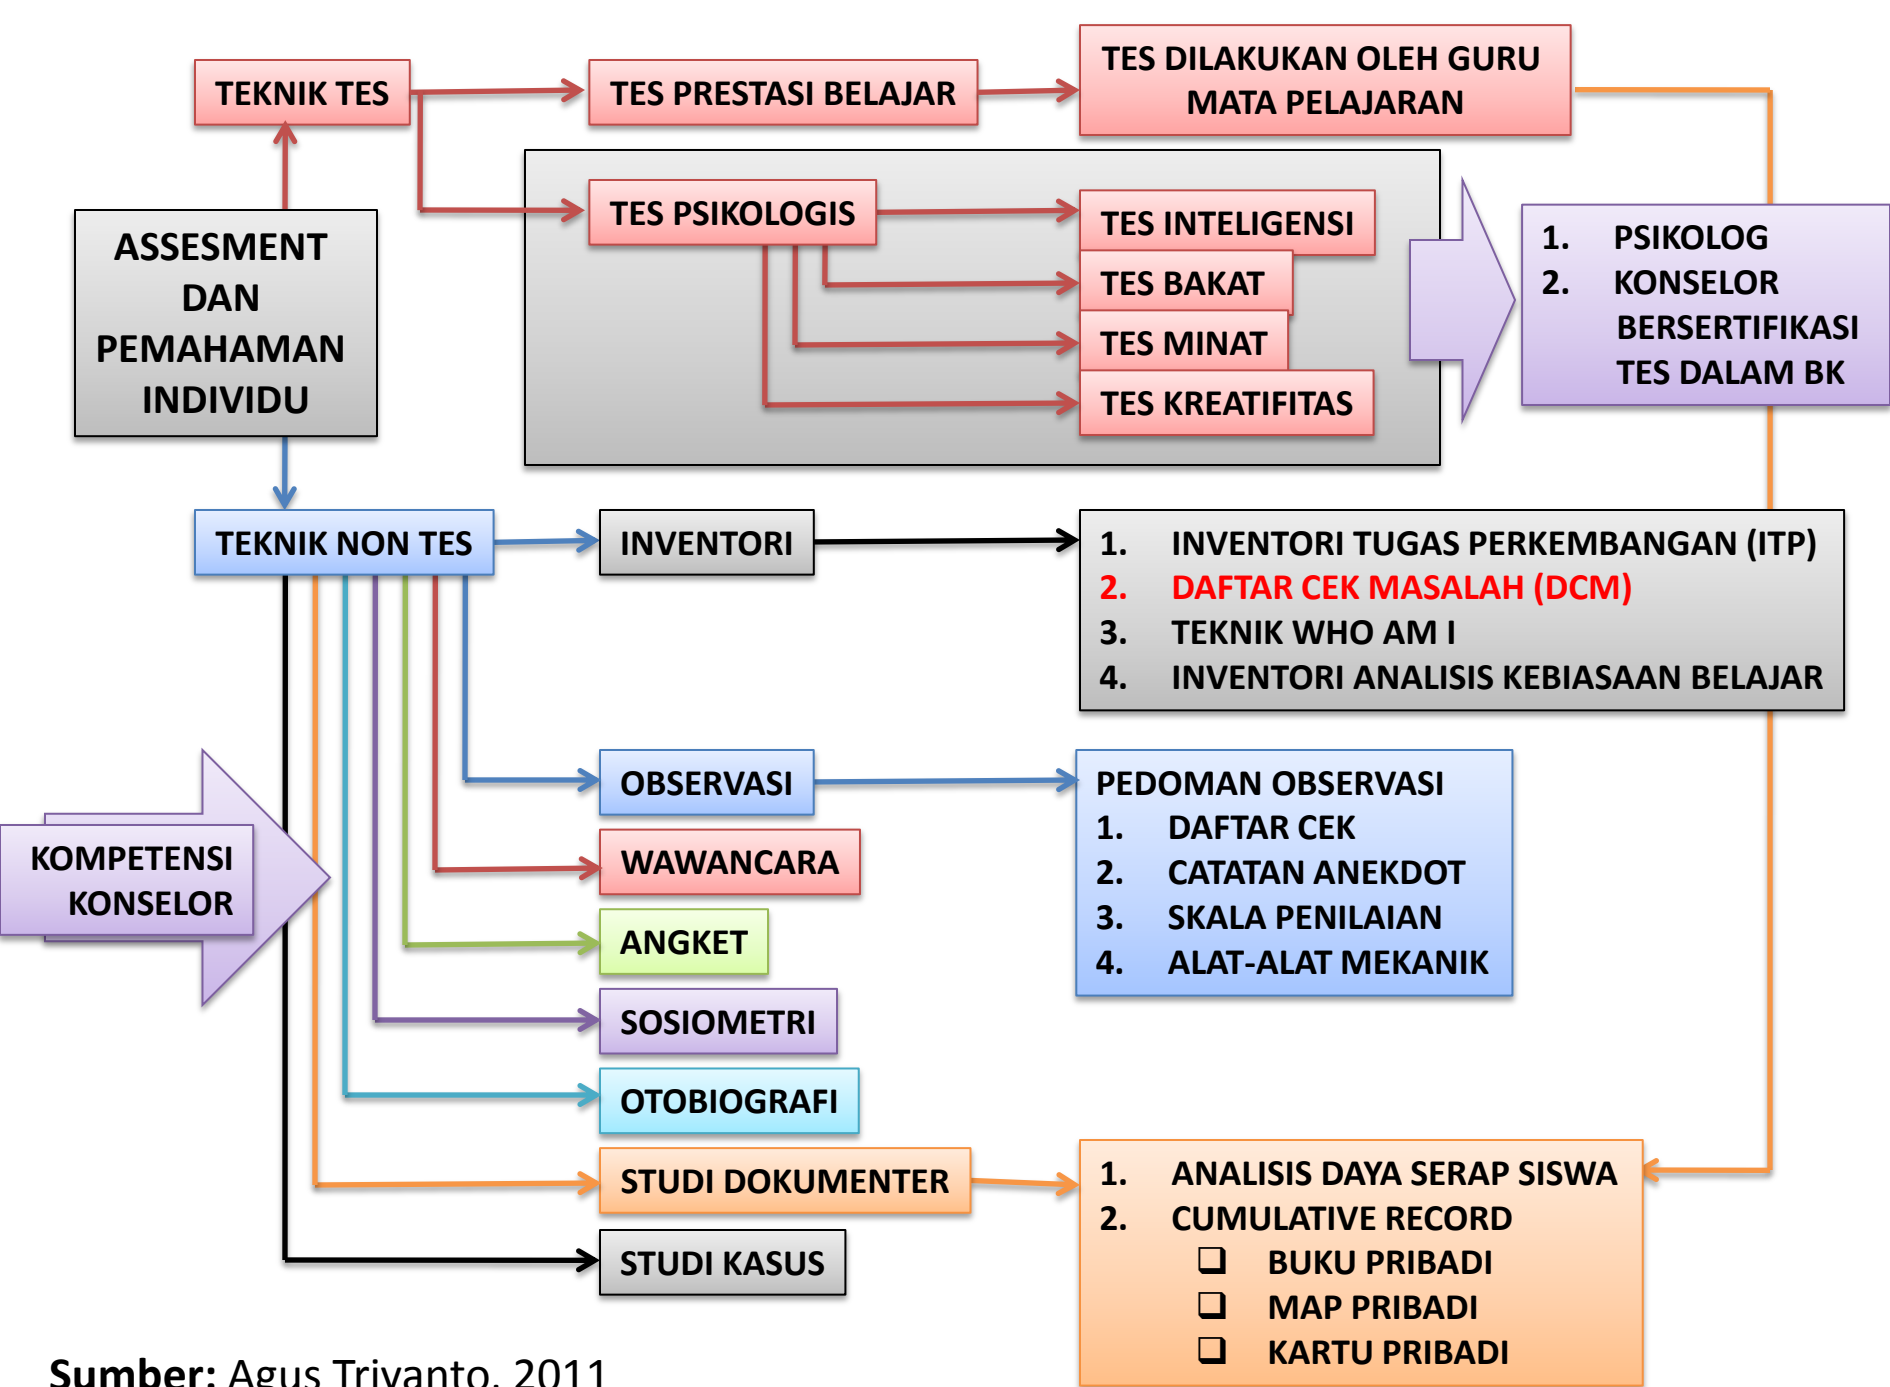 TEKNIK TES
TES PRESTASI BELAJAR
TES DILAKUKAN OLEH GURU
MATA PELAJARAN
ASSESMENT
DAN
PEMAHAMAN
INDIVIDU
TES PSIKOLOGIS
TES INTELIGENSI
TES BAKAT
TES MINAT
TES KREATIFITAS
1. PSIKOLOG
2. KONSELOR
BERSERTIFIKASI
TES DALAM BK
TEKNIK NON TES
INVENTORI
1. INVENTORI TUGAS PERKEMBANGAN (ITP)
2. DAFTAR CEK MASALAH (DCM)
3. TEKNIK WHO AM I
4. INVENTORI ANALISIS KEBIASAAN BELAJAR
KOMPETENSI
KONSELOR
OBSERVASI
PEDOMAN OBSERVASI
1. DAFTAR CEK
2. CATATAN ANEKDOT
3. SKALA PENILAIAN
4. ALAT-ALAT MEKANIK
WAWANCARA
ANGKET
SOSIOMETRI
OTOBIOGRAFI
STUDI DOKUMENTER
1. ANALISIS DAYA SERAP SISWA
2. CUMULATIVE RECORD
❑ BUKU PRIBADI
❑ MAP PRIBADI
❑ KARTU PRIBADI
STUDI KASUS
Sumber: Agus Triyanto, 2011